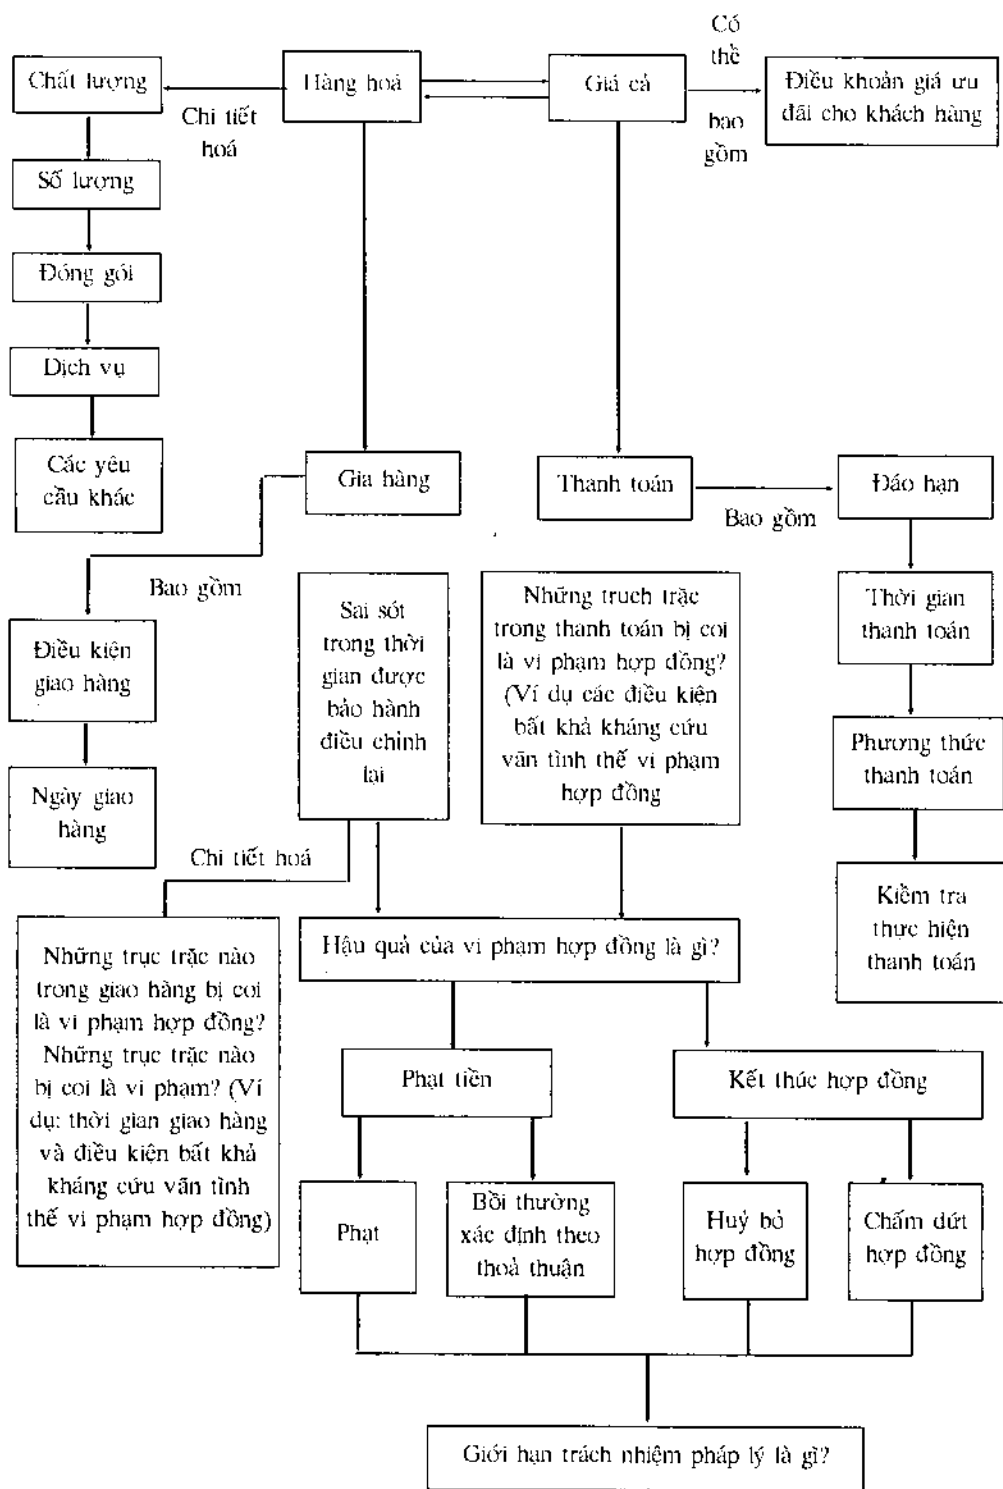 Có
thể
Chất lượng
Hàng hoá
Giá cả
Điều khoản giá ưu
đãi cho khách hàng
Chi tiết
hoá
bao
gồm
Số lượng
Đóng gói
Dịch vụ
Các yêu
cầu khác
Gia hàng
Thanh toán
Đáo hạn
Bao gồm
Bao gồm
Sai sót
trong thời
gian được
bảo hành
điều chỉnh
lại
Những truch trặc
trong thanh toán bị coi
là vi phạm hợp đồng?
(Ví dụ các điều kiện
bất khả kháng cứu
vãn tình thế vi phạm
hợp đồng
Thời gian
thanh toán
Điều kiện
giao hàng
Phương thức
thanh toán
Ngày giao
hàng
Chi tiết hoá
Kiểm tra
thực hiện
thanh toán
Những trục trặc nào
trong giao hàng bị coi
là vi phạm hợp đồng?
Những trục trặc nào
bị coi là vi phạm? (Ví
dụ: thời gian giao hàng
và điều kiện bất khả
kháng cứu vãn tình
thế vi phạm hợp đồng)
Hậu quả của vi phạm hợp đồng là gì?
Phạt tiền
Kết thúc hợp đồng
Phạt
Bồi thường
xác định theo
thoả thuận
Huỷ bỏ
hợp đồng
Chấm dứt
hợp đồng
Giới hạn trách nhiệm pháp lý là gì?